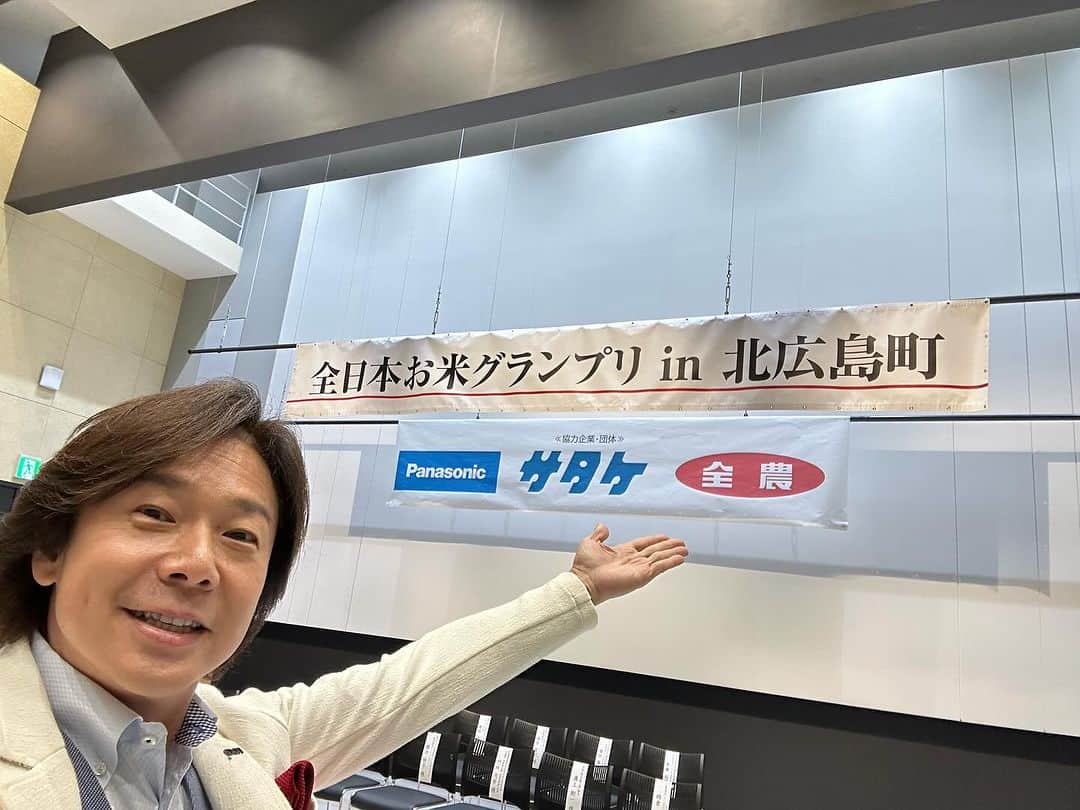 全日本お米グランプリ in 北広島町
≪協力企業・団体≫
Panasonic サタケ 全農